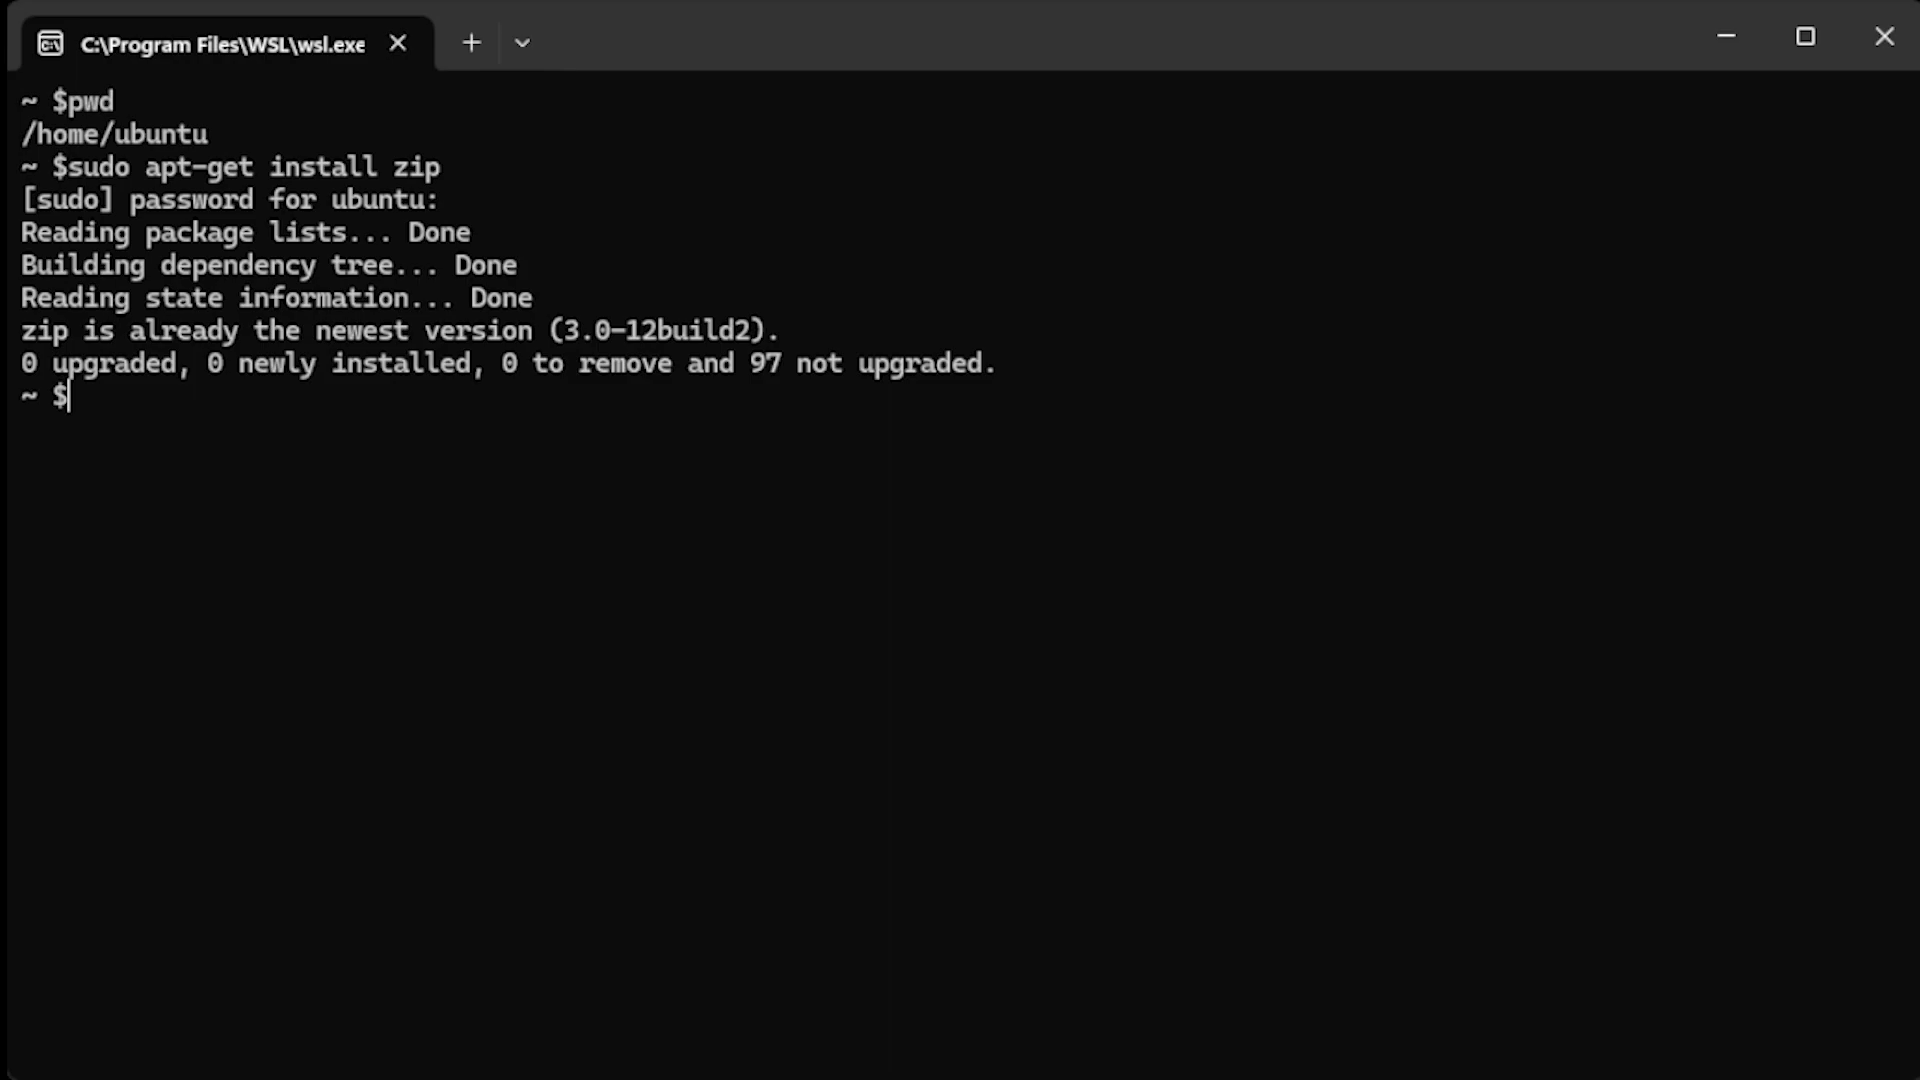 C:\Program Files\WSL\wsl.exe
~ $pwd
/home/ubuntu
~ $sudo apt-get install zip
[sudo] password for ubuntu:
Reading package lists... Done
Building dependency tree... Done
Reading state information... Done
zip is already the newest version (3.0-12build2).
0 upgraded, 0 newly installed, 0 to remove and 97 not upgraded.
~ $